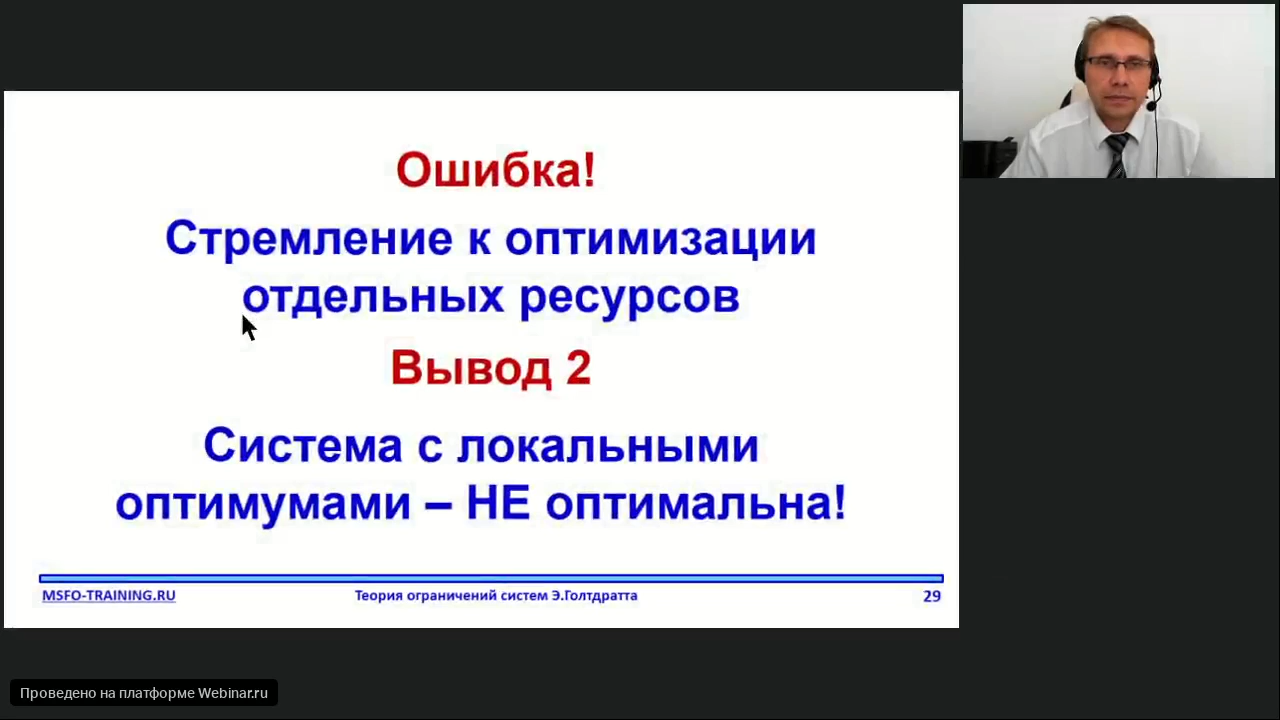 Ошибка!
Стремление к оптимизации
отдельных ресурсов
Вывод 2
Система с локальными
оптимумами – НЕ оптимальна!
MSFO-TRAINING.RU
Теория ограничений систем Э.Голтдратта
29
Проведено на платформе Webinar.ru